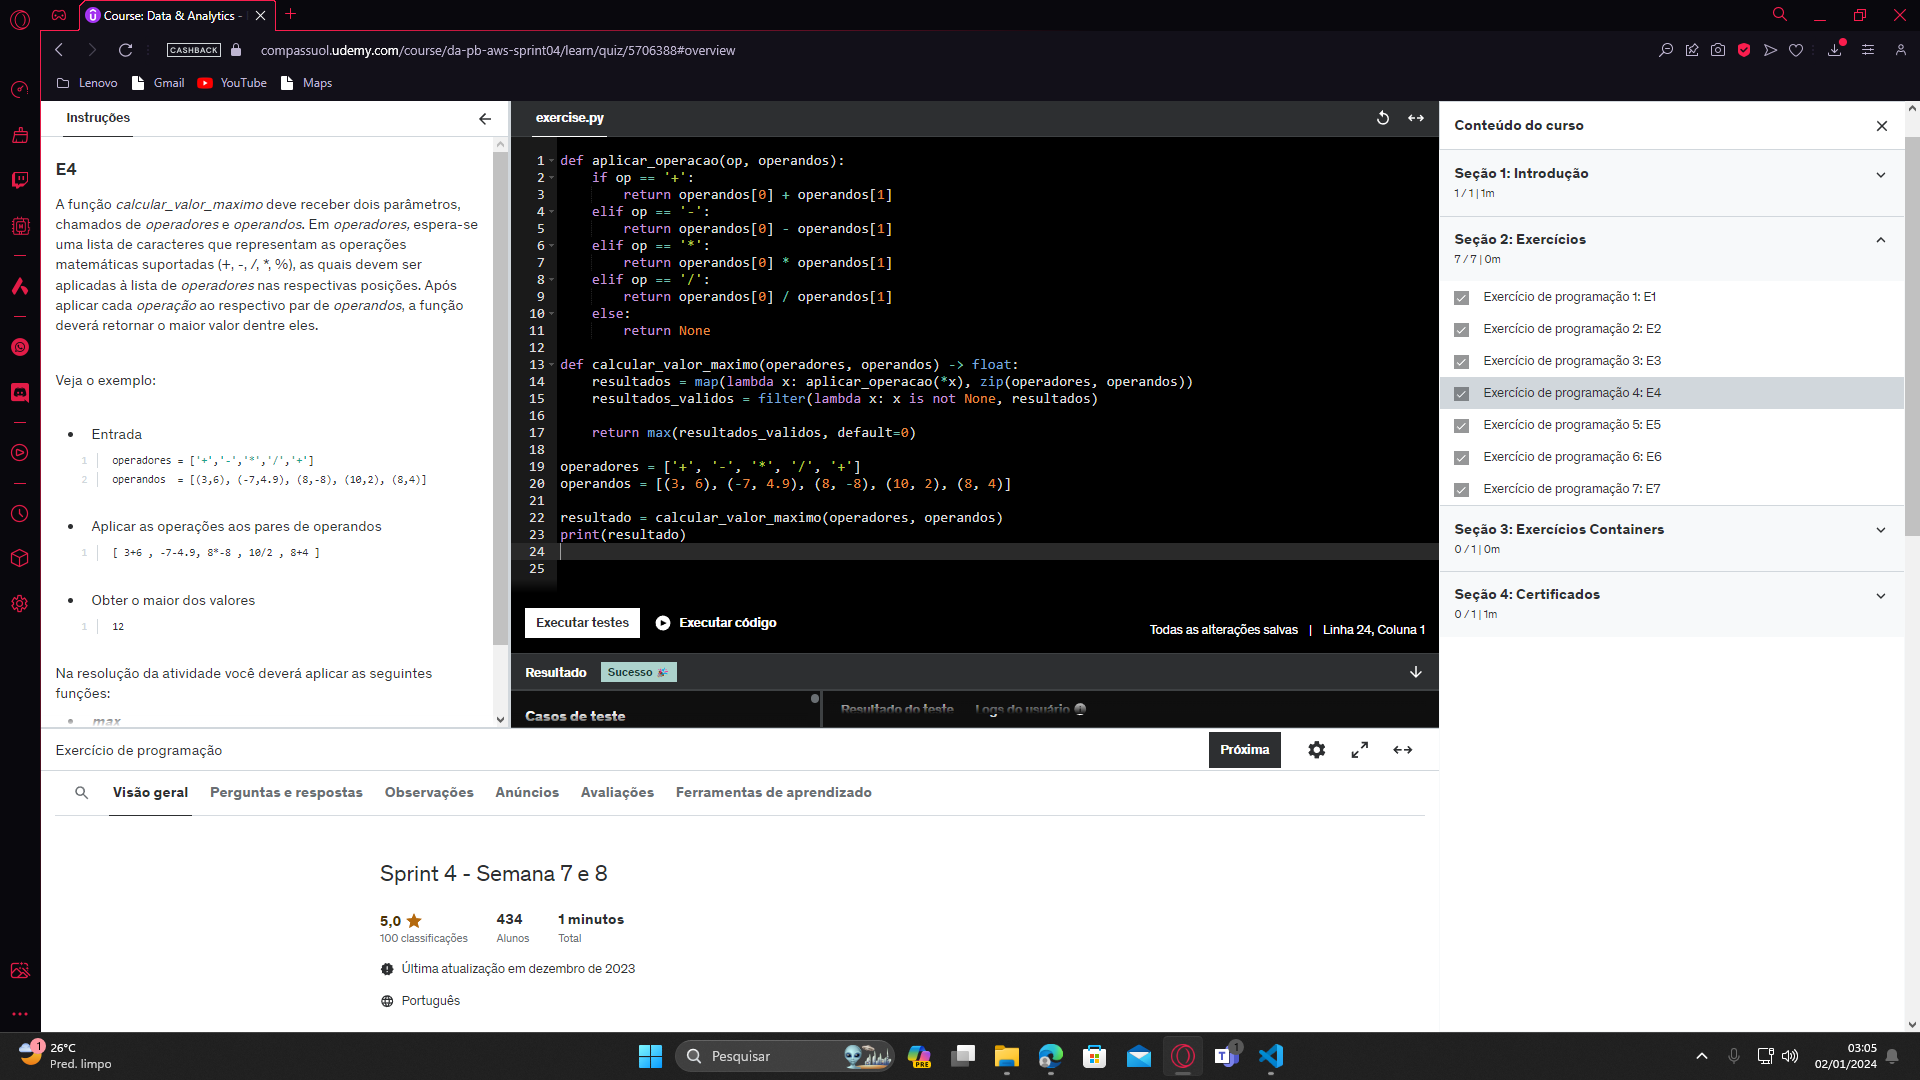 Course: Data & Analytics -
CASHBACK
compassuol.udemy.com/course/da-pb-aws-sprint04/learn/quiz/5706388#overview
Lenovo
Gmail
YouTube
Maps
Instruções
E4
A função calcular_valor_maximo deve receber dois parâmetros,
chamados de operadores e operandos. Em operadores, espera-se
uma lista de caracteres que representam as operações
matemáticas suportadas (+, -, /, *, %), as quais devem ser
aplicadas à lista de operadores nas respectivas posições. Após
aplicar cada operação ao respectivo par de operandos, a função
deverá retornar o maior valor dentre eles.
Veja o exemplo:
• Entrada
1 operadores = ['+','-','*','/','+']
2 operandos  = [(3,6), (-7,4.9), (8,-8), (10,2), (8,4)]
• Aplicar as operações aos pares de operandos
1 [ 3+6 , -7-4.9, 8*-8 , 10/2 , 8+4 ]
• Obter o maior dos valores
1 12
Na resolução da atividade você deverá aplicar as seguintes
funções:
• max
exercise.py
1 def aplicar_operacao(op, operandos):
2     if op == '+':
3         return operandos[0] + operandos[1]
4     elif op == '-':
5         return operandos[0] - operandos[1]
6     elif op == '*':
7         return operandos[0] * operandos[1]
8     elif op == '/':
9         return operandos[0] / operandos[1]
10     else:
11         return None
12
13 def calcular_valor_maximo(operadores, operandos) -> float:
14     resultados = map(lambda x: aplicar_operacao(*x), zip(operadores, operandos))
15     resultados_validos = filter(lambda x: x is not None, resultados)
16
17     return max(resultados_validos, default=0)
18
19 operadores = ['+', '-', '*', '/', '+']
20 operandos = [(3, 6), (-7, 4.9), (8, -8), (10, 2), (8, 4)]
21
22 resultado = calcular_valor_maximo(operadores, operandos)
23 print(resultado)
24
25
Executar testes
Executar código
Todas as alterações salvas | Linha 24, Coluna 1
Resultado
Sucesso
Casos de teste
Resultado do teste
Logs do usuário
Conteúdo do curso
Seção 1: Introdução
1 / 1 | 1m
Seção 2: Exercícios
7 / 7 | 0m
Exercício de programação 1: E1
Exercício de programação 2: E2
Exercício de programação 3: E3
Exercício de programação 4: E4
Exercício de programação 5: E5
Exercício de programação 6: E6
Exercício de programação 7: E7
Seção 3: Exercícios Containers
0 / 1 | 0m
Seção 4: Certificados
0 / 1 | 1m
Exercício de programação
Próxima
Visão geral
Perguntas e respostas
Observações
Anúncios
Avaliações
Ferramentas de aprendizado
Sprint 4 - Semana 7 e 8
5,0
434
1 minutos
100 classificações
Alunos
Total
Última atualização em dezembro de 2023
Português
1
26°C
Pred. limpo
Pesquisar
PRE
1
03:05
02/01/2024